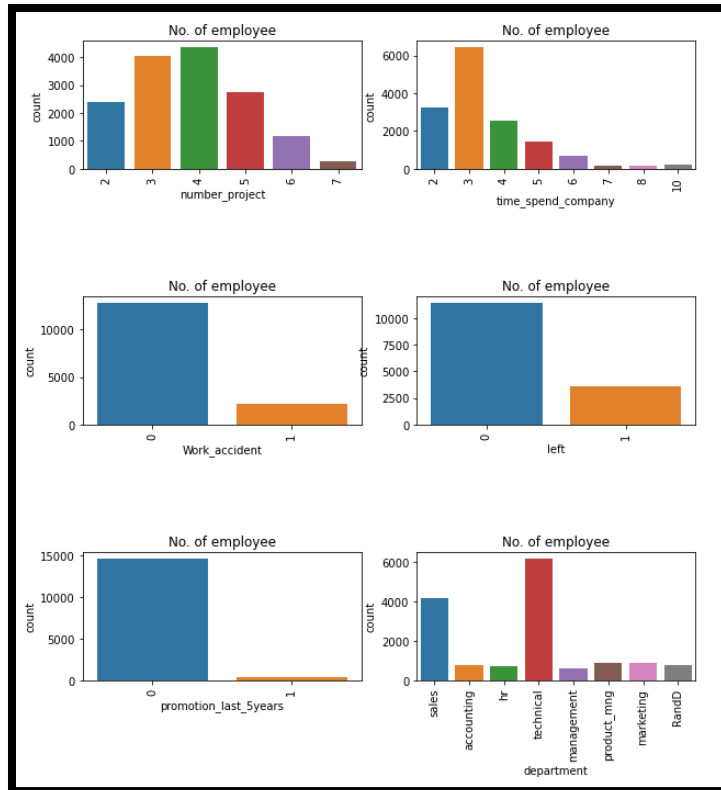 No. of employee
4000
3000
2000
1000
0
count
2 3 4 5 6 7
number_project
No. of employee
6000
4000
2000
0
count
2 3 4 5 6 7 8 10
time_spend_company
No. of employee
10000
5000
0
count
0 1
Work_accident
No. of employee
10000
7500
5000
2500
0
count
0 1
left
No. of employee
15000
10000
5000
0
count
0 1
promotion_last_5years
No. of employee
6000
4000
2000
0
count
sales accounting hr technical management product_mng marketing RandD
department